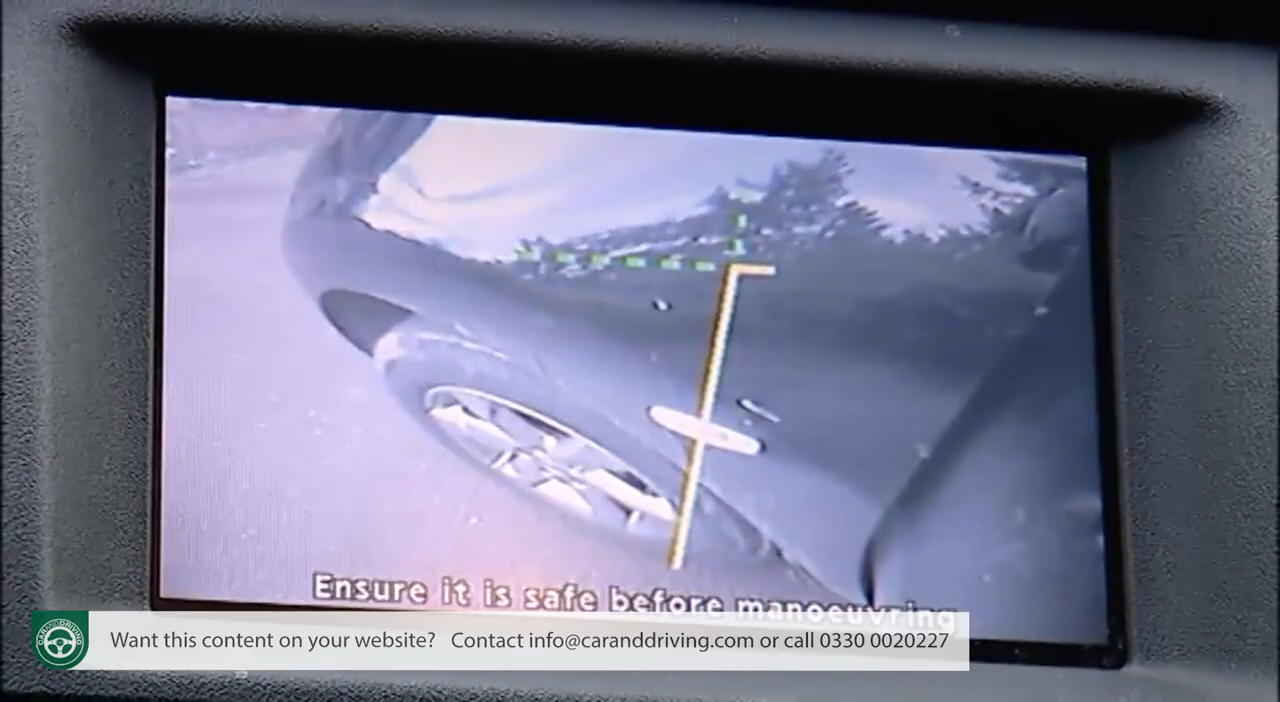 Ensure it is safe before manoeuvring
CARANDDRIVING
Want this content on your website? Contact info@caranddriving.com or call 0330 0020227